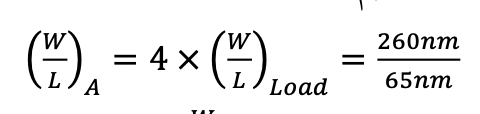 (W/L)_A = 4 × (W/L)_Load = 260nm/65nm